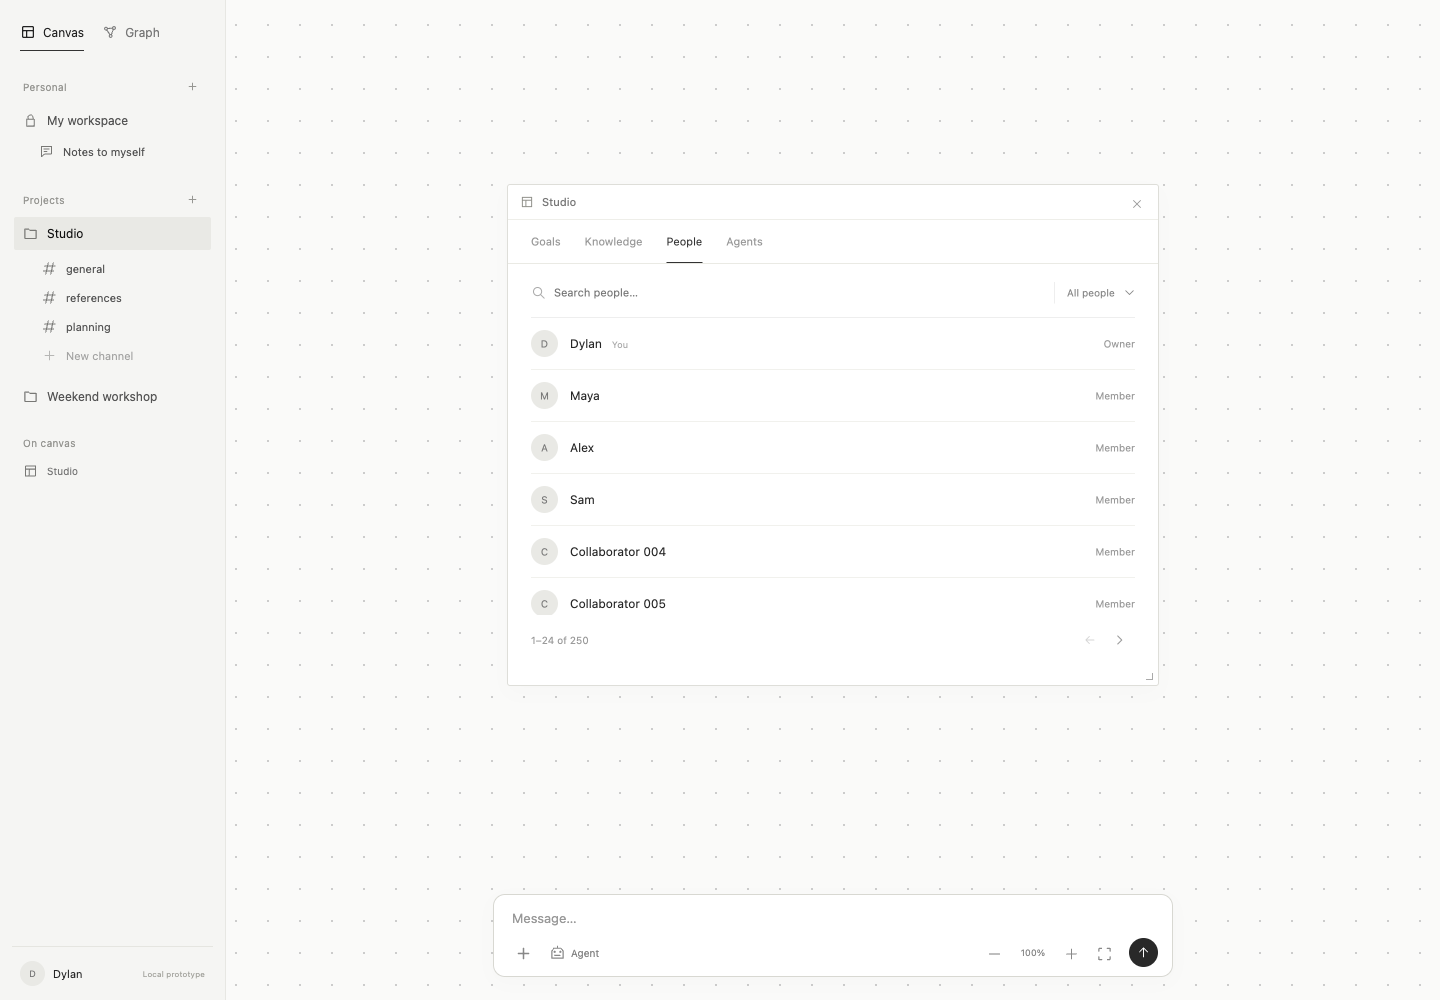 Canvas
Graph
Personal
My workspace
Notes to myself
Projects
Studio
general
references
planning
New channel
Weekend workshop
On canvas
Studio
D
Dylan
Local prototype
Studio
Goals
Knowledge
People
Agents
Search people...
All people
D
Dylan
You
Owner
M
Maya
Member
A
Alex
Member
S
Sam
Member
C
Collaborator 004
Member
C
Collaborator 005
Member
1–24 of 250
Message...
Agent
100%